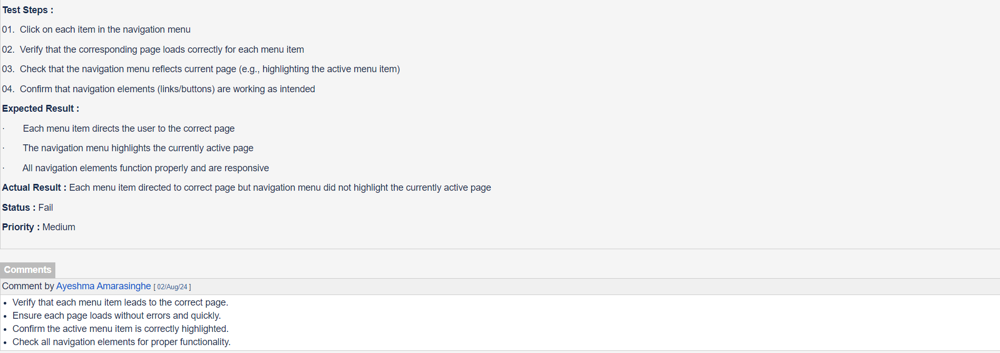 Test Steps :
01. Click on each item in the navigation menu
02. Verify that the corresponding page loads correctly for each menu item
03. Check that the navigation menu reflects current page (e.g., highlighting the active menu item)
04. Confirm that navigation elements (links/buttons) are working as intended
Expected Result :
· Each menu item directs the user to the correct page
· The navigation menu highlights the currently active page
· All navigation elements function properly and are responsive
Actual Result : Each menu item directed to correct page but navigation menu did not highlight the currently active page
Status : Fail
Priority : Medium
Comments
Comment by Ayeshma Amarasinghe [ 02/Aug/24 ]
• Verify that each menu item leads to the correct page.
• Ensure each page loads without errors and quickly.
• Confirm the active menu item is correctly highlighted.
• Check all navigation elements for proper functionality.